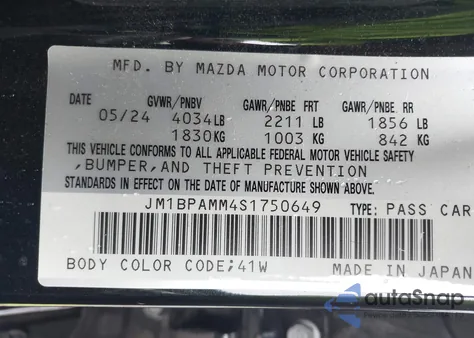 MFD. BY MAZDA MOTOR CORPORATION
DATE GVWR/PNBV GAWR/PNBE FRT GAWR/PNBE RR
05/24 4034LB 2211 LB 1856 LB
1830KG 1003 KG 842 KG
THIS VEHICLE CONFORMS TO ALL APPLICABLE FEDERAL MOTOR VEHICLE SAFETY
,BUMPER,AND THEFT PREVENTION
STANDARDS IN EFFECT ON THE DATE OF MANUFACTURE SHOWN ABOVE.
JM1BPAMM4S1750649 TYPE: PASS CAR
BODY COLOR CODE;41W MADE IN JAPAN
autoSnap